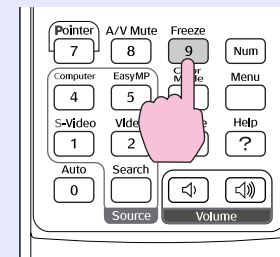 Pointer A/V Mute Freeze
7 8 9 Num
Computer EasyMP Mode Menu
4 5
S-Video Help
1 2 ?
Auto Search
0
Source Volume